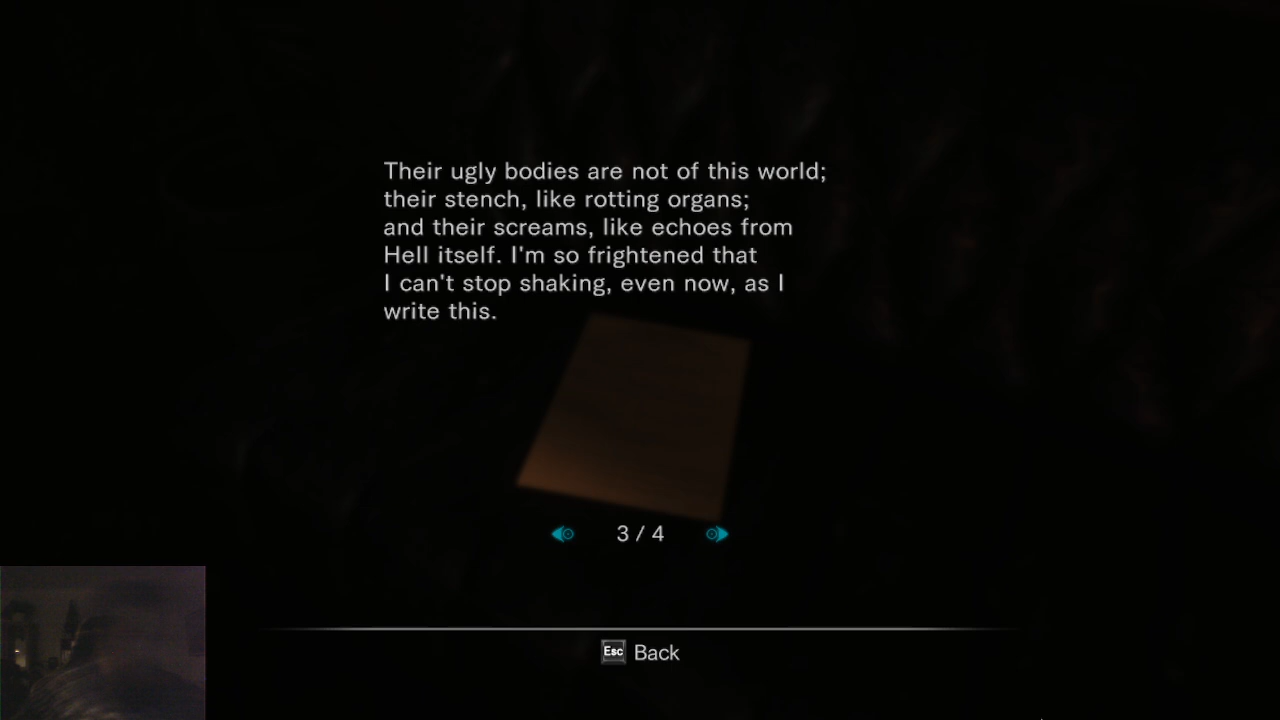 Their ugly bodies are not of this world;
their stench, like rotting organs;
and their screams, like echoes from
Hell itself. I'm so frightened that
I can't stop shaking, even now, as I
write this.
3 / 4
Esc Back